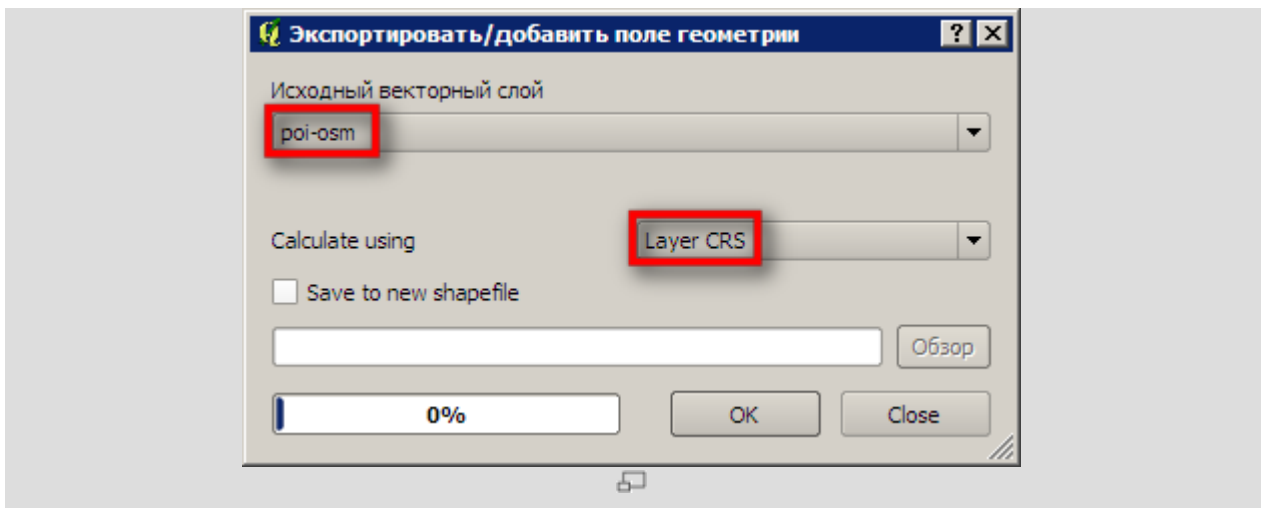 Экспортировать/добавить поле геометрии
Исходный векторный слой
poi-osm
Calculate using Layer CRS
Save to new shapefile
Обзор
0% OK Close